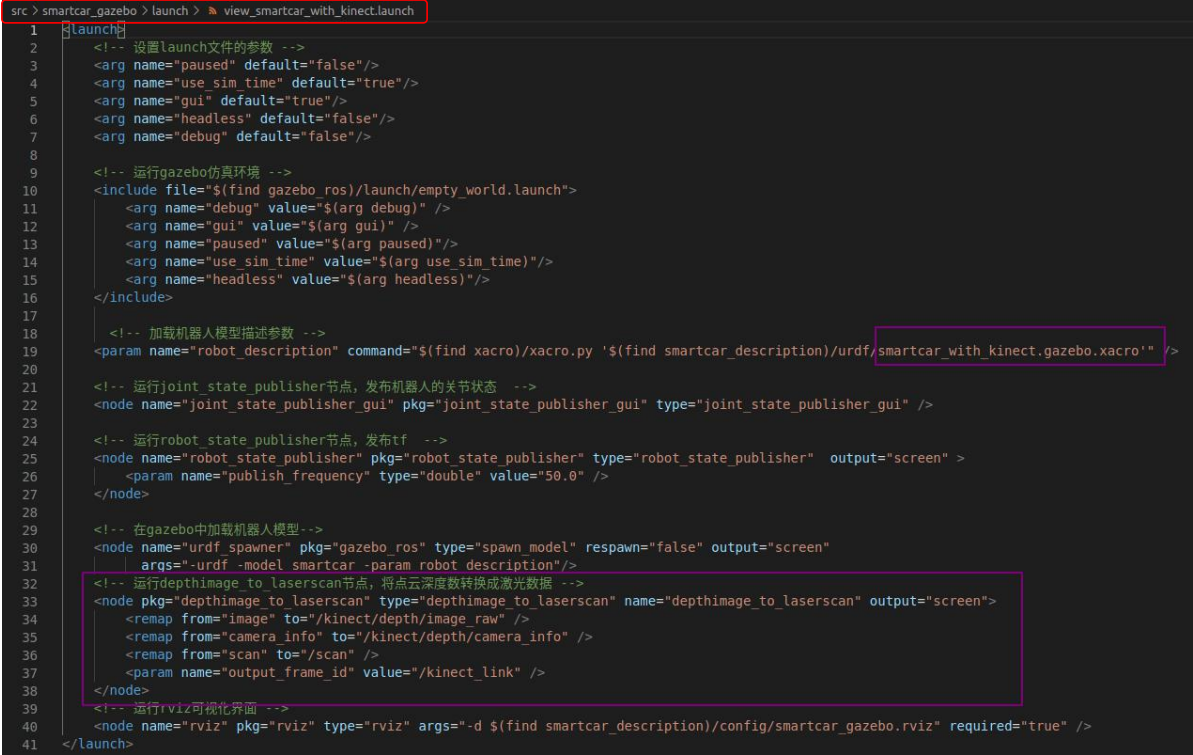 src > smartcar_gazebo > launch > view_smartcar_with_kinect.launch
1 <launch>
2 <!-- 设置launch文件的参数 -->
3 <arg name="paused" default="false"/>
4 <arg name="use_sim_time" default="true"/>
5 <arg name="gui" default="true"/>
6 <arg name="headless" default="false"/>
7 <arg name="debug" default="false"/>
8
9 <!-- 运行gazebo仿真环境 -->
10 <include file="$(find gazebo_ros)/launch/empty_world.launch">
11 <arg name="debug" value="$(arg debug)" />
12 <arg name="gui" value="$(arg gui)" />
13 <arg name="paused" value="$(arg paused)"/>
14 <arg name="use_sim_time" value="$(arg use_sim_time)"/>
15 <arg name="headless" value="$(arg headless)"/>
16 </include>
17
18 <!-- 加载机器人模型描述参数 -->
19 <param name="robot_description" command="$(find xacro)/xacro.py '$(find smartcar_description)/urdf/smartcar_with_kinect.gazebo.xacro'" />
20
21 <!-- 运行joint_state_publisher节点，发布机器人的关节状态  -->
22 <node name="joint_state_publisher_gui" pkg="joint_state_publisher_gui" type="joint_state_publisher_gui" />
23
24 <!-- 运行robot_state_publisher节点，发布tf  -->
25 <node name="robot_state_publisher" pkg="robot_state_publisher" type="robot_state_publisher"  output="screen" >
26 <param name="publish_frequency" type="double" value="50.0" />
27 </node>
28
29 <!-- 在gazebo中加载机器人模型-->
30 <node name="urdf_spawner" pkg="gazebo_ros" type="spawn_model" respawn="false" output="screen"
31 args="-urdf -model smartcar -param robot_description"/>
32 <!-- 运行depthimage_to_laserscan节点，将点云深度数转换成激光数据 -->
33 <node pkg="depthimage_to_laserscan" type="depthimage_to_laserscan" name="depthimage_to_laserscan" output="screen">
34 <remap from="image" to="/kinect/depth/image_raw" />
35 <remap from="camera_info" to="/kinect/depth/camera_info" />
36 <remap from="scan" to="/scan" />
37 <param name="output_frame_id" value="/kinect_link" />
38 </node>
39 <!-- 运行rviz可视化界面 -->
40 <node name="rviz" pkg="rviz" type="rviz" args="-d $(find smartcar_description)/config/smartcar_gazebo.rviz" required="true" />
41 </launch>